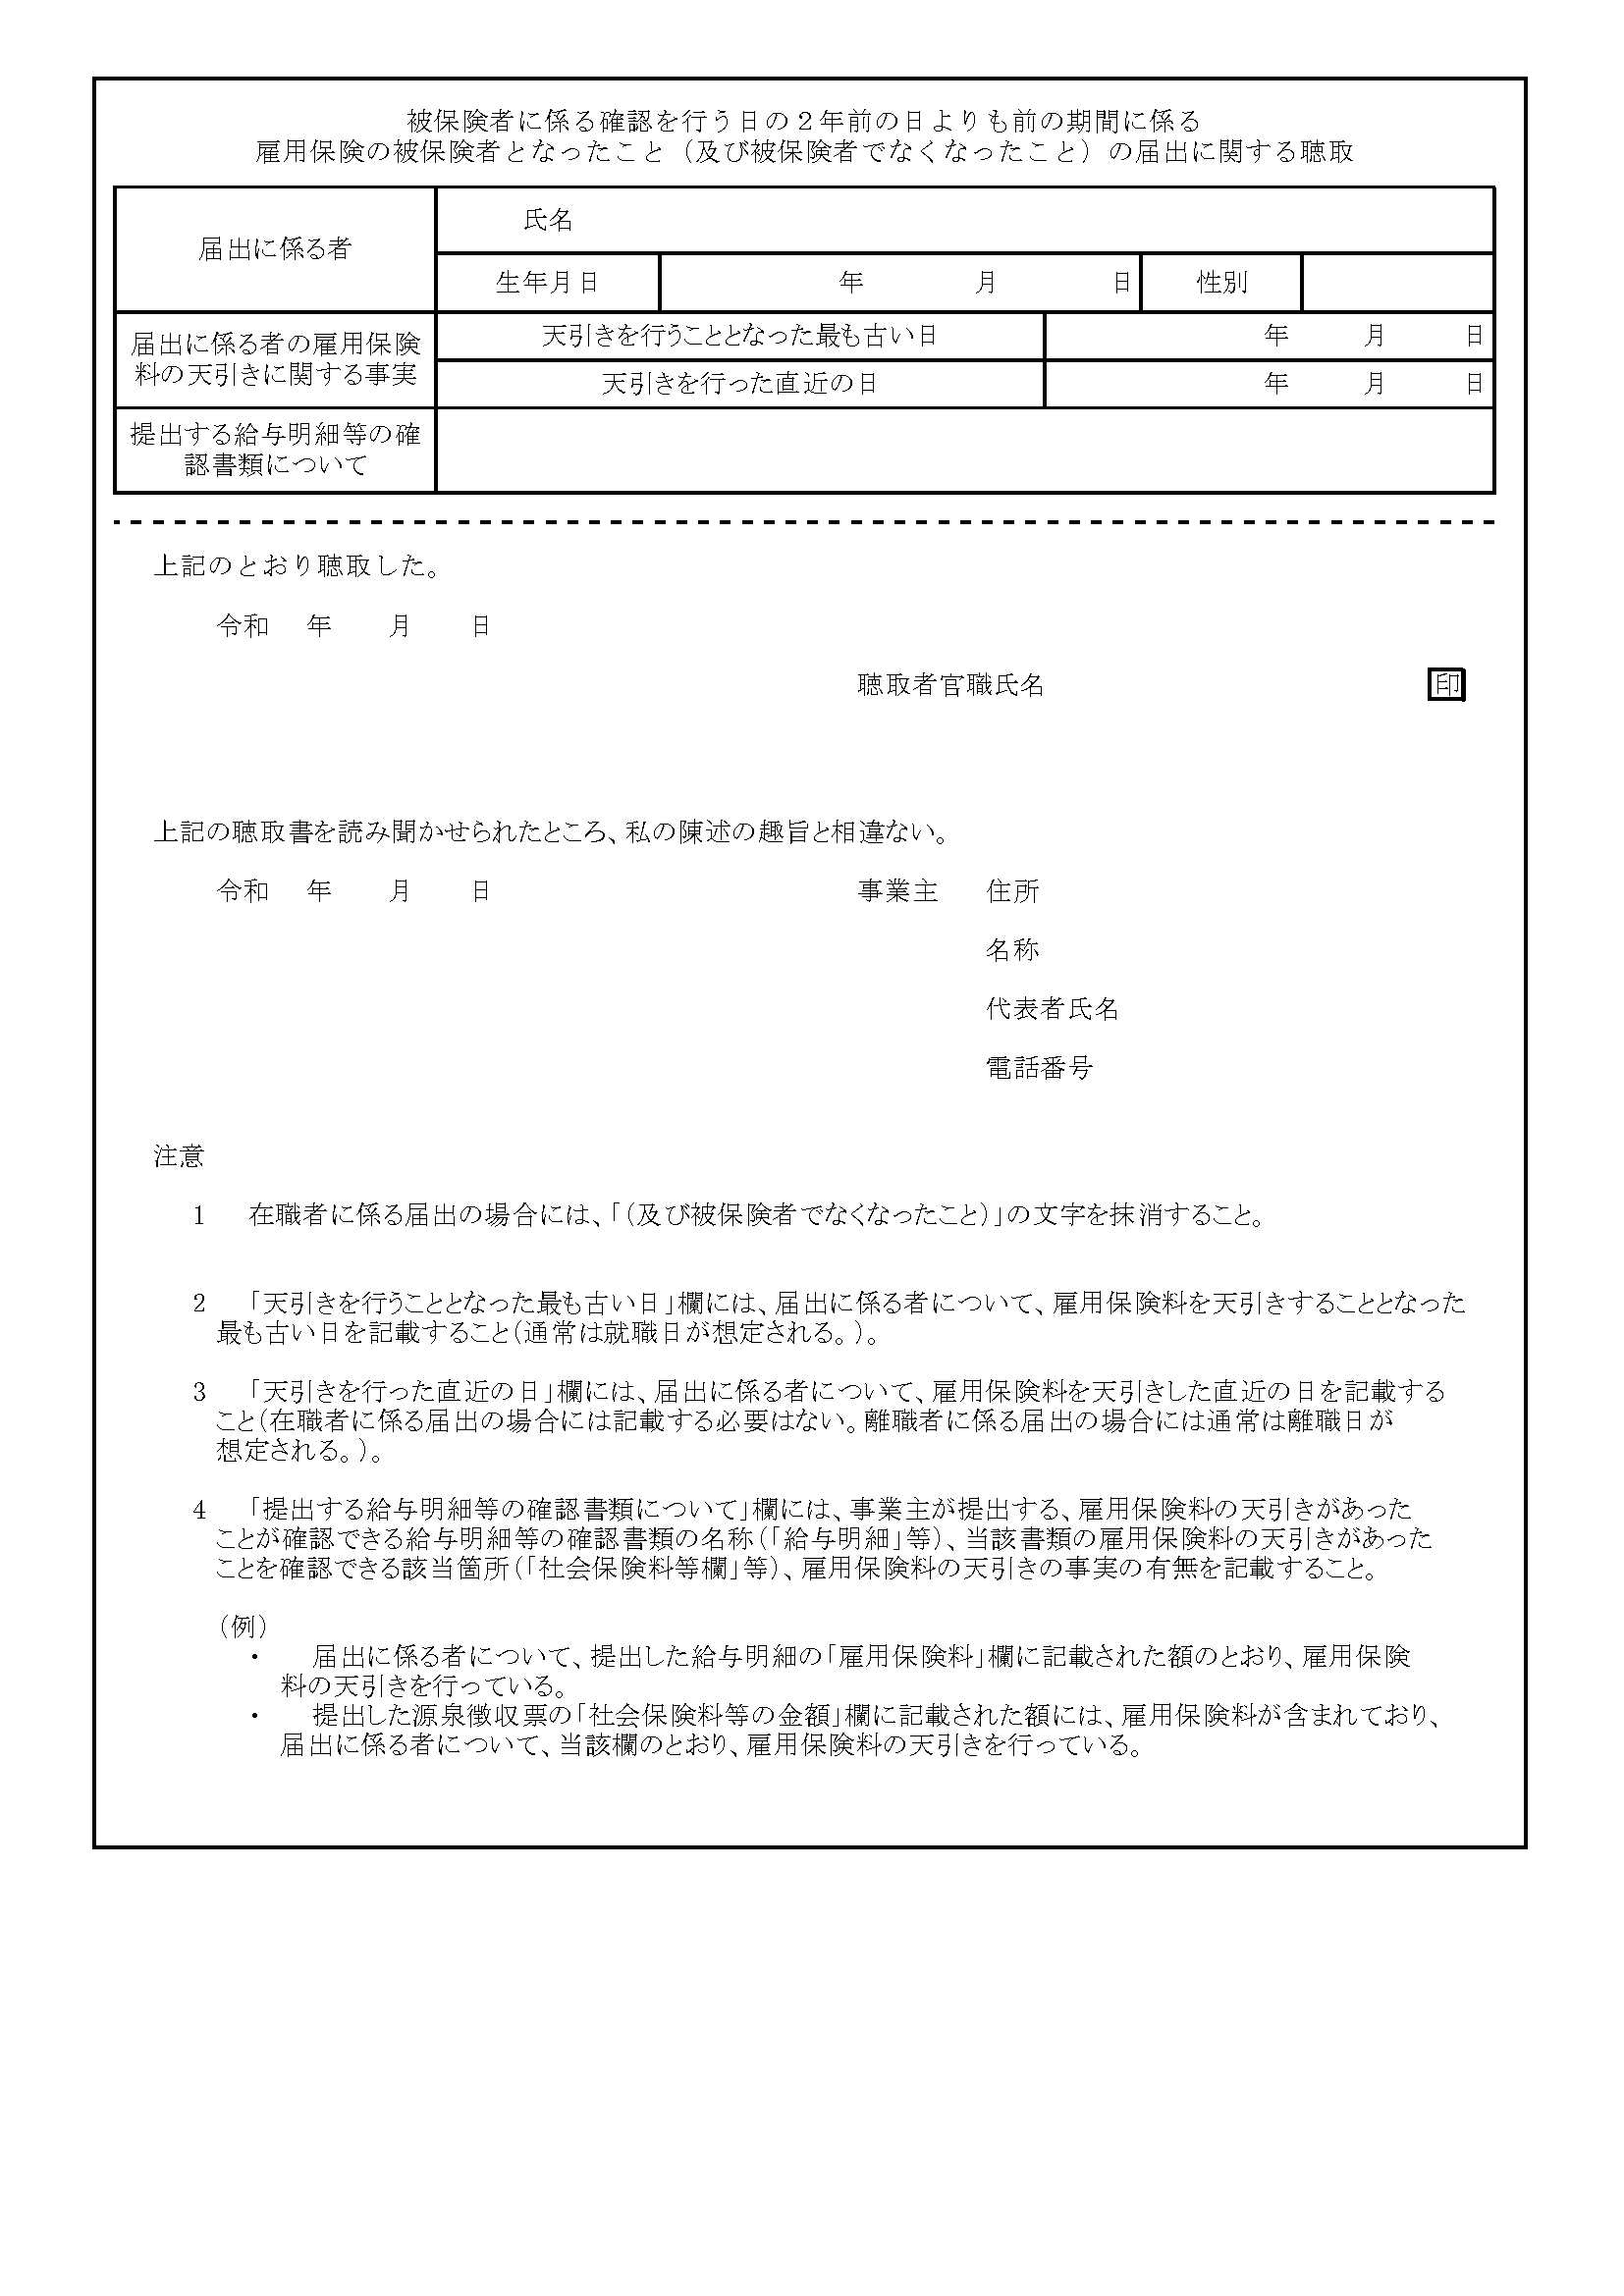 被保険者に係る確認を行う日の２年前の日よりも前の期間に係る
雇用保険の被保険者となったこと（及び被保険者でなくなったこと）の届出に関する聴取
届出に係る者
氏名
生年月日 年 月 日 性別
届出に係る者の雇用保険
料の天引きに関する事実
天引きを行うこととなった最も古い日 年 月 日
天引きを行った直近の日 年 月 日
提出する給与明細等の確
認書類について
上記のとおり聴取した。
令和 年 月 日
聴取者官職氏名 印
上記の聴取書を読み聞かせられたところ、私の陳述の趣旨と相違ない。
令和 年 月 日 事業主 住所
名称
代表者氏名
電話番号
注意
１ 在職者に係る届出の場合には、「（及び被保険者でなくなったこと）」の文字を抹消すること。
２ 「天引きを行うこととなった最も古い日」欄には、届出に係る者について、雇用保険料を天引きすることとなった
最も古い日を記載すること（通常は就職日が想定される。）。
３ 「天引きを行った直近の日」欄には、届出に係る者について、雇用保険料を天引きした直近の日を記載する
こと（在職者に係る届出の場合には記載する必要はない。離職者に係る届出の場合には通常は離職日が
想定される。）。
４ 「提出する給与明細等の確認書類について」欄には、事業主が提出する、雇用保険料の天引きがあった
ことが確認できる給与明細等の確認書類の名称（「給与明細」等）、当該書類の雇用保険料の天引きがあった
ことを確認できる該当箇所（「社会保険料等欄」等）、雇用保険料の天引きの事実の有無を記載すること。
（例）
・ 届出に係る者について、提出した給与明細の「雇用保険料」欄に記載された額のとおり、雇用保険
料の天引きを行っている。
・ 提出した源泉徴収票の「社会保険料等の金額」欄に記載された額には、雇用保険料が含まれており、
届出に係る者について、当該欄のとおり、雇用保険料の天引きを行っている。